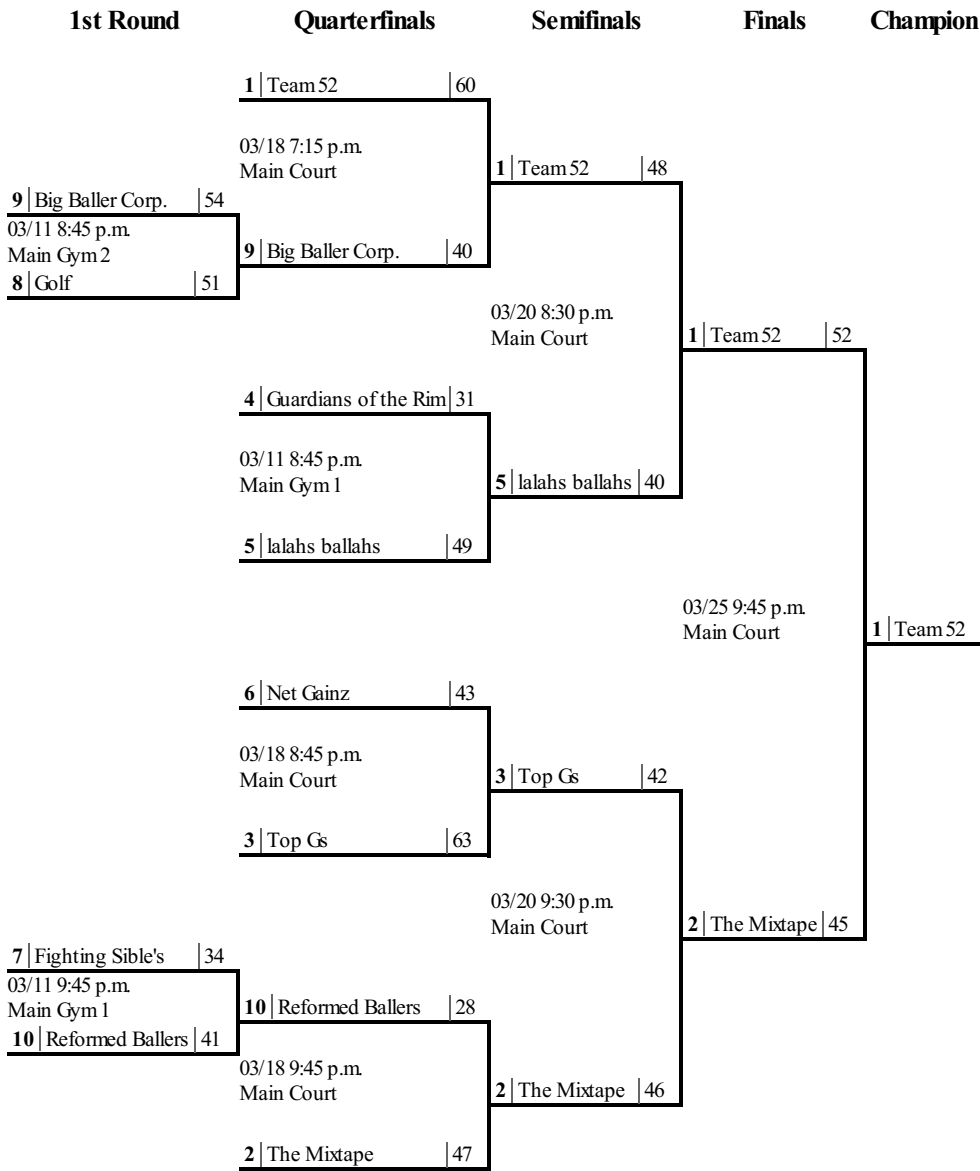 1st Round Quarterfinals Semifinals Finals Champion
1 Team 52 60
03/18 7:15 p.m.
Main Court
1 Team 52 48
9 Big Baller Corp. 54
03/11 8:45 p.m.
Main Gym 2
9 Big Baller Corp. 40
8 Golf 51
03/20 8:30 p.m.
Main Court
1 Team 52 52
4 Guardians of the Rim 31
03/11 8:45 p.m.
Main Gym 1
5 lalahs ballahs 40
5 lalahs ballahs 49
03/25 9:45 p.m.
Main Court
1 Team 52
6 Net Gainz 43
03/18 8:45 p.m.
Main Court
3 Top Gs 42
3 Top Gs 63
03/20 9:30 p.m.
Main Court
2 The Mixtape 45
7 Fighting Sible's 34
03/11 9:45 p.m.
Main Gym 1
10 Reformed Ballers 28
10 Reformed Ballers 41
03/18 9:45 p.m.
Main Court
2 The Mixtape 46
2 The Mixtape 47